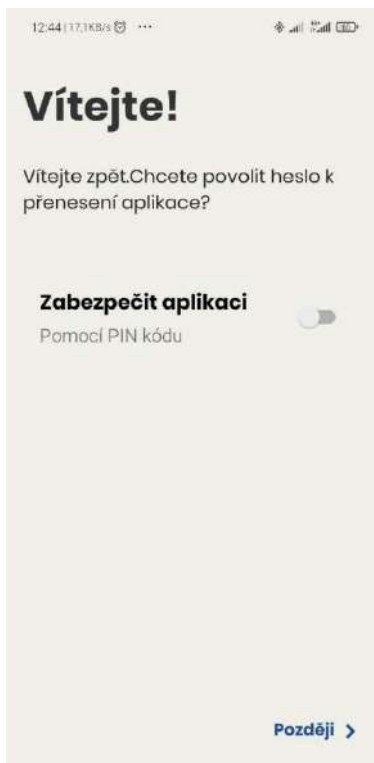 12:44 | 17,1KB/s
Vítejte!
Vítejte zpět.Chcete povolit heslo k
přenesení aplikace?
Zabezpečit aplikaci
Pomocí PIN kódu
Později